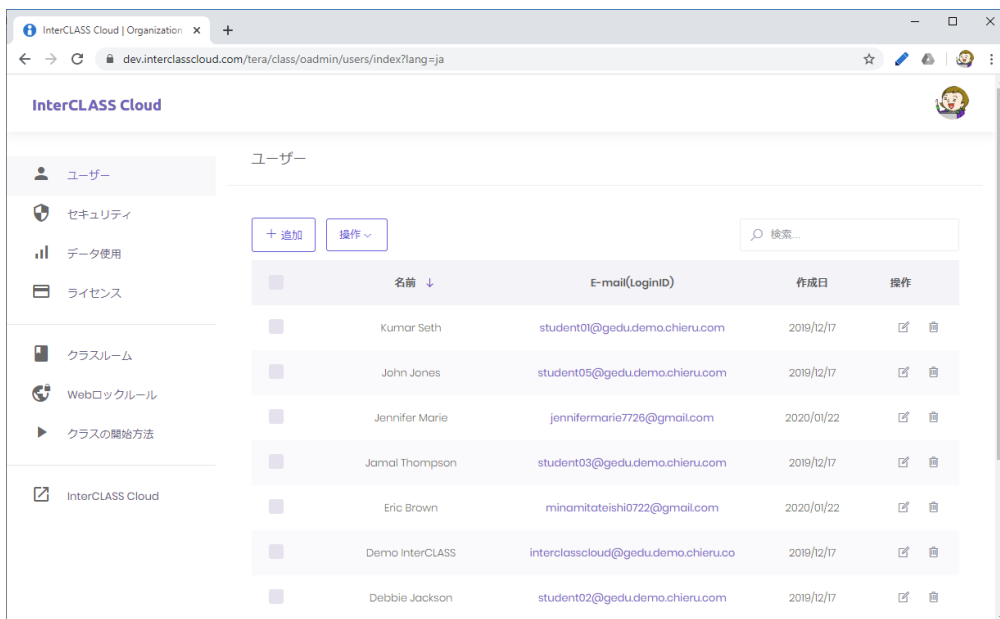 InterCLASS Cloud | Organization
dev.interclasscloud.com/tera/class/oadmin/users/index?lang=ja
InterCLASS Cloud
ユーザー
セキュリティ
データ使用
ライセンス
クラスルーム
Webロックルール
クラスの開始方法
InterCLASS Cloud
ユーザー
+ 追加 操作 検索...
名前 ↓ E-mail(LoginID) 作成日 操作
Kumar Seth student01@gedu.demo.chieru.com 2019/12/17
John Jones student05@gedu.demo.chieru.com 2019/12/17
Jennifer Marie jennifermarie7726@gmail.com 2020/01/22
Jamal Thompson student03@gedu.demo.chieru.com 2019/12/17
Eric Brown minamitateishi0722@gmail.com 2020/01/22
Demo InterCLASS interclasscloud@gedu.demo.chieru.co 2019/12/17
Debbie Jackson student02@gedu.demo.chieru.com 2019/12/17